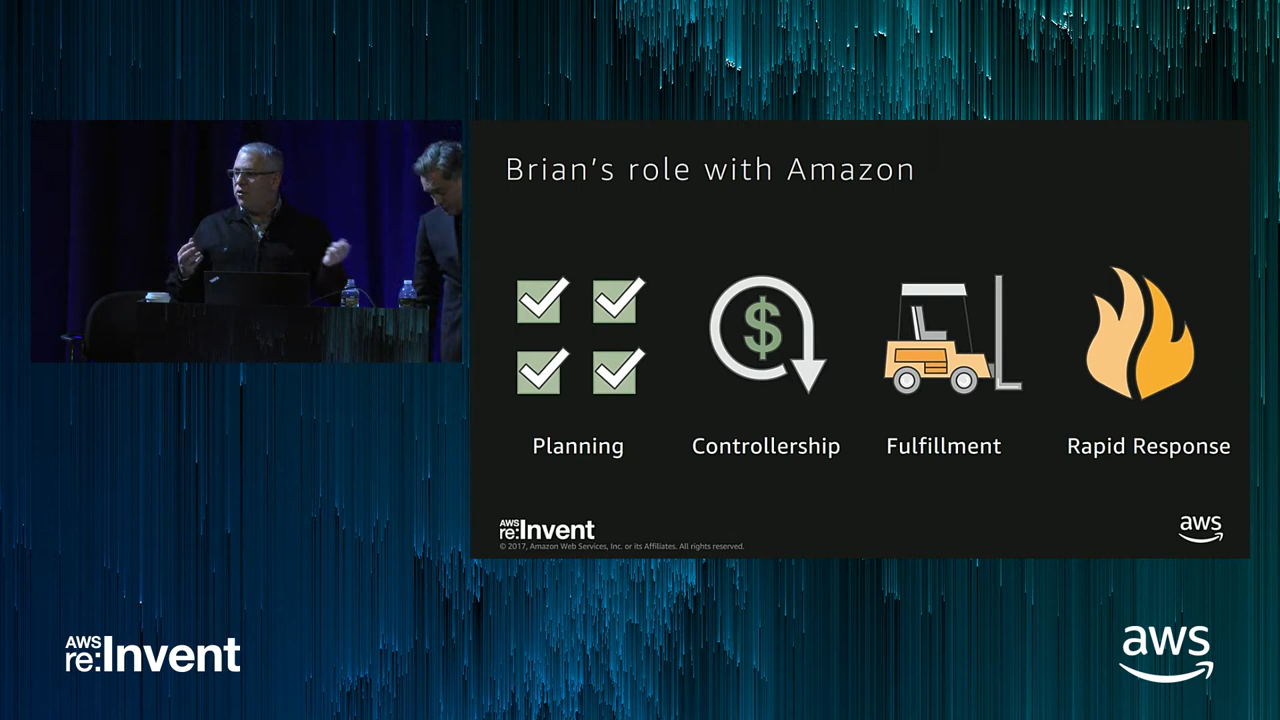 Brian's role with Amazon
Planning
Controllership
Fulfillment
Rapid Response
AWS
re:Invent
© 2017, Amazon Web Services, Inc. or its Affiliates. All rights reserved.
aws
AWS
re:Invent
aws